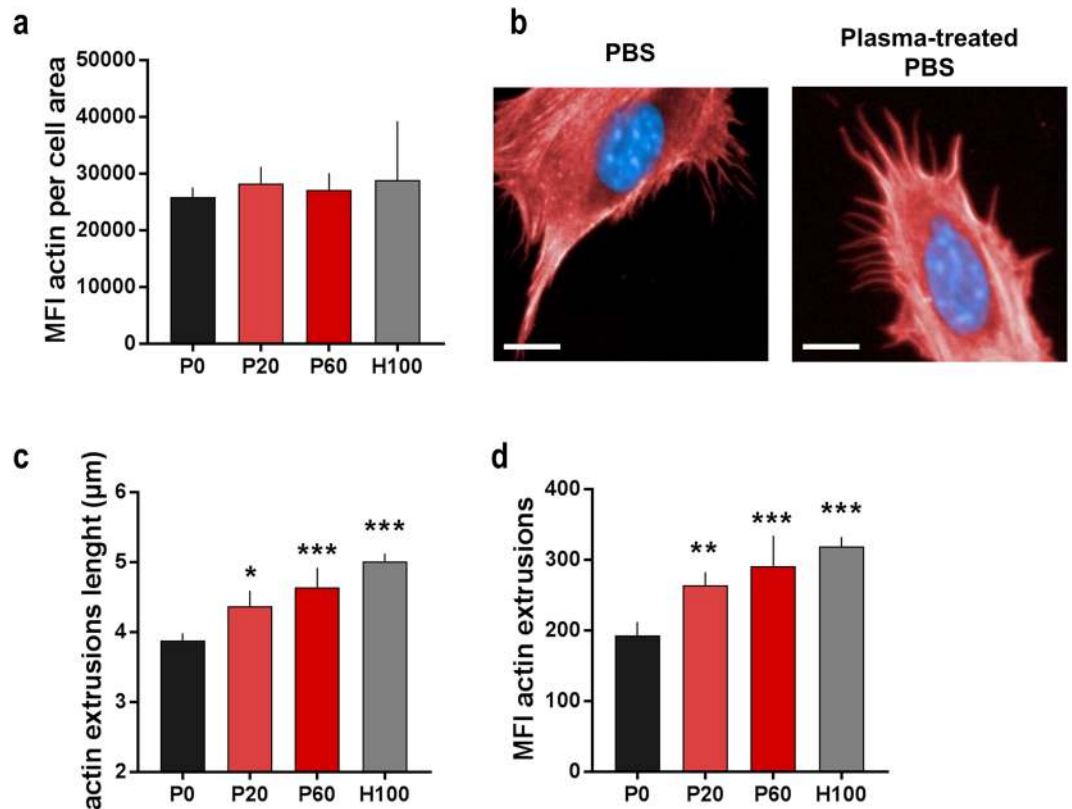 a
MFI actin per cell area
50000
40000
30000
20000
10000
0
P0 P20 P60 H100
b
PBS
Plasma-treated
PBS
c
actin extrusions lenght (µm)
6
5
4
3
2
* *** ***
P0 P20 P60 H100
d
MFI actin extrusions
400
300
200
100
0
** *** ***
P0 P20 P60 H100